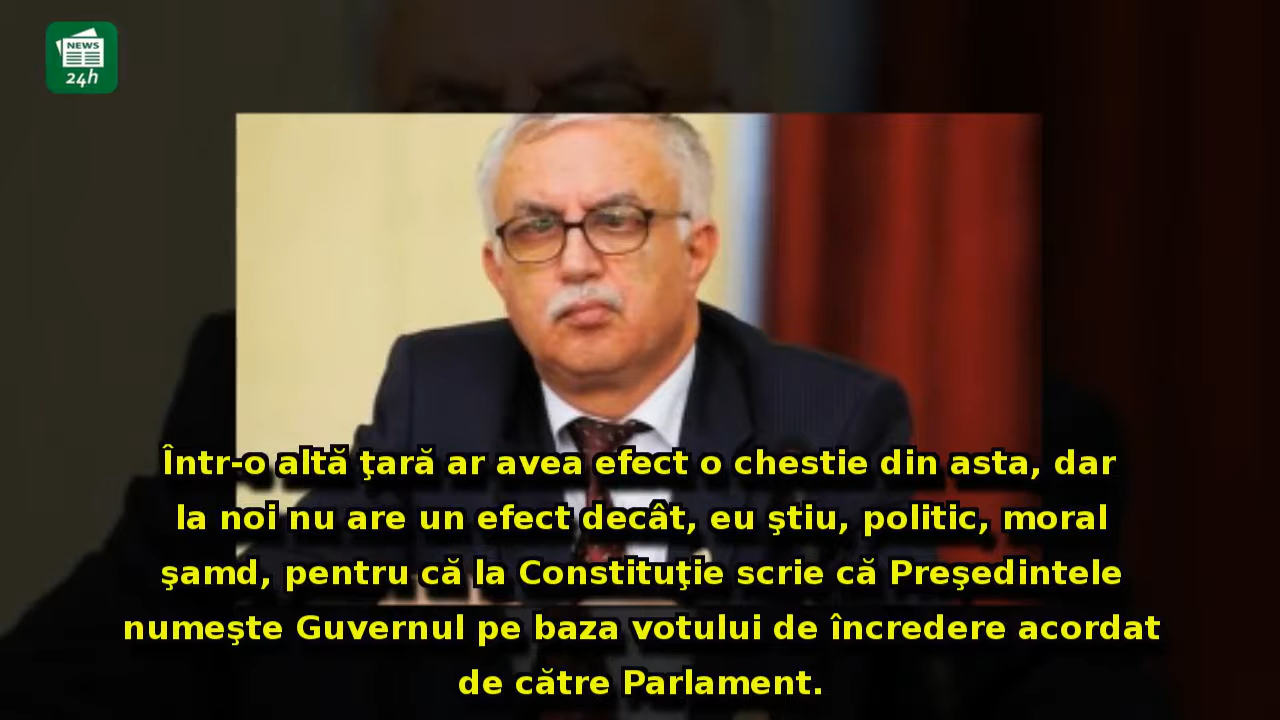 NEWS
24h
Într-o altă ţară ar avea efect o chestie din asta, dar
la noi nu are un efect decât, eu ştiu, politic, moral
şamd, pentru că la Constituţie scrie că Preşedintele
numeşte Guvernul pe baza votului de încredere acordat
de către Parlament.